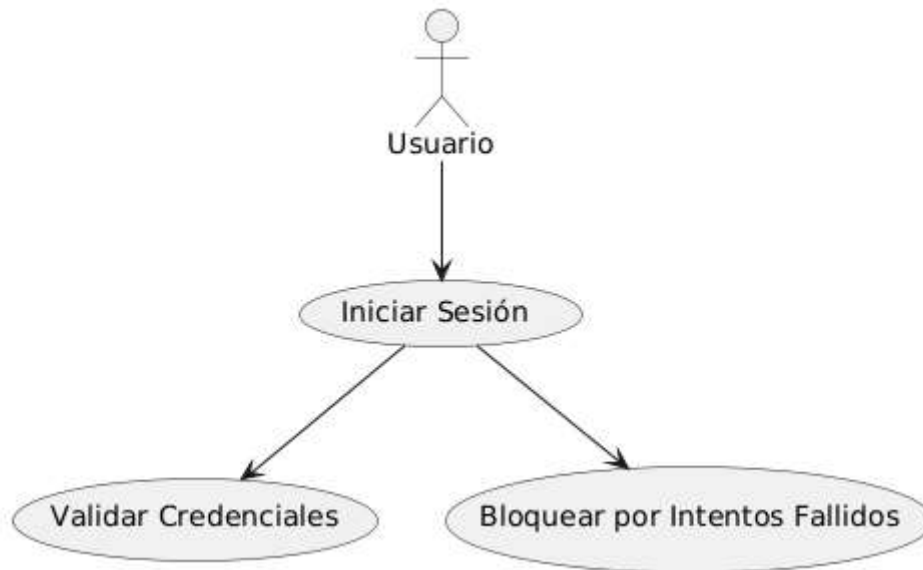 Usuario
Iniciar Sesión
Validar Credenciales
Bloquear por Intentos Fallidos